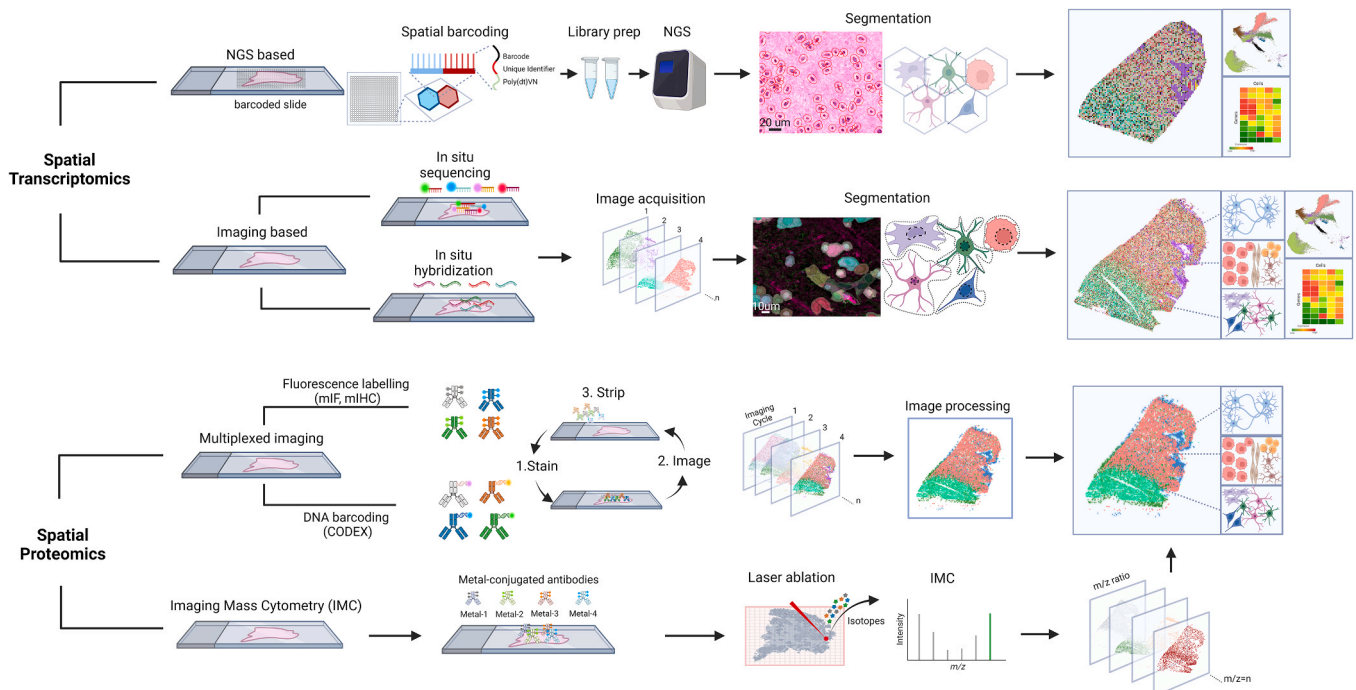 Spatial
Transcriptomics
NGS based
barcoded slide
Spatial barcoding
Barcode
Unique Identifier
Poly(dt)VN
Library prep
NGS
Segmentation
20 um
Cells
Genes
Imaging based
In situ
sequencing
In situ
hybridization
Image acquisition
1
2
3
4
n
Segmentation
10um
Cells
Genes
Spatial
Proteomics
Multiplexed imaging
Fluorescence labelling
(mIF, mIHC)
DNA barcoding
(CODEX)
3. Strip
1.Stain
2. Image
Imaging
Cycle
1
2
3
4
n
Image processing
Imaging Mass Cytometry (IMC)
Metal-conjugated antibodies
Metal-1
Metal-2
Metal-3
Metal-4
Laser ablation
Isotopes
IMC
Intensity
m/z
m/z ratio
m/z=n